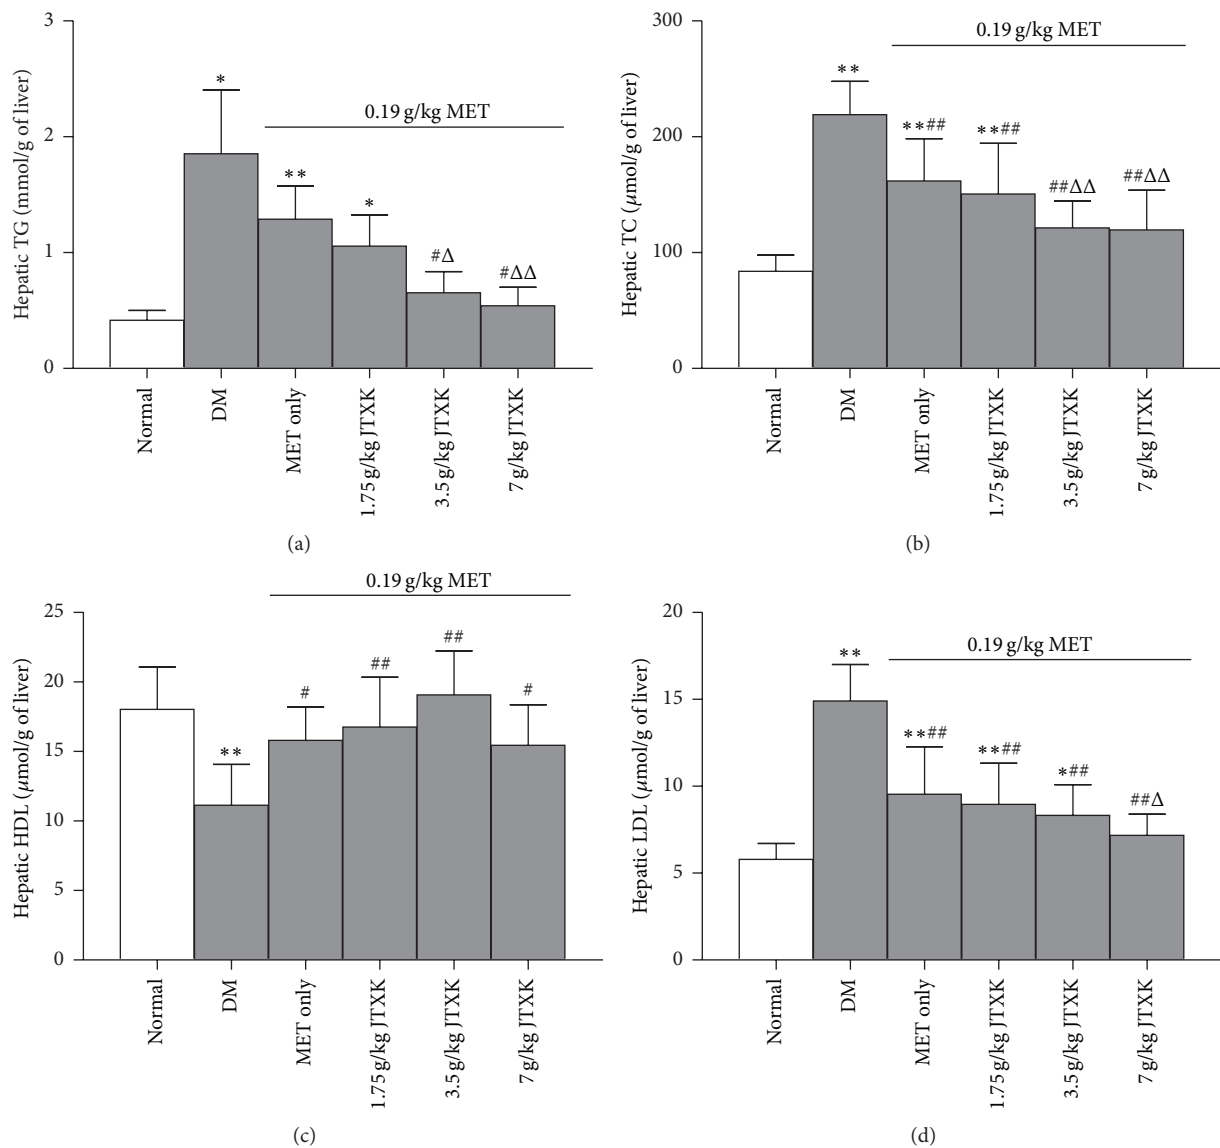 Hepatic TG (mmol/g of liver)
3
2
1
0
0.19 g/kg MET
*
**
*
#Δ
#ΔΔ
Normal
DM
MET only
1.75 g/kg JTXK
3.5 g/kg JTXK
7 g/kg JTXK
(a)
Hepatic TC (μmol/g of liver)
300
200
100
0
0.19 g/kg MET
**
**##
**##
##ΔΔ
##ΔΔ
Normal
DM
MET only
1.75 g/kg JTXK
3.5 g/kg JTXK
7 g/kg JTXK
(b)
Hepatic HDL (μmol/g of liver)
25
20
15
10
5
0
0.19 g/kg MET
**
#
##
##
#
Normal
DM
MET only
1.75 g/kg JTXK
3.5 g/kg JTXK
7 g/kg JTXK
(c)
Hepatic LDL (μmol/g of liver)
20
15
10
5
0
0.19 g/kg MET
**
**##
**##
*##
##Δ
Normal
DM
MET only
1.75 g/kg JTXK
3.5 g/kg JTXK
7 g/kg JTXK
(d)